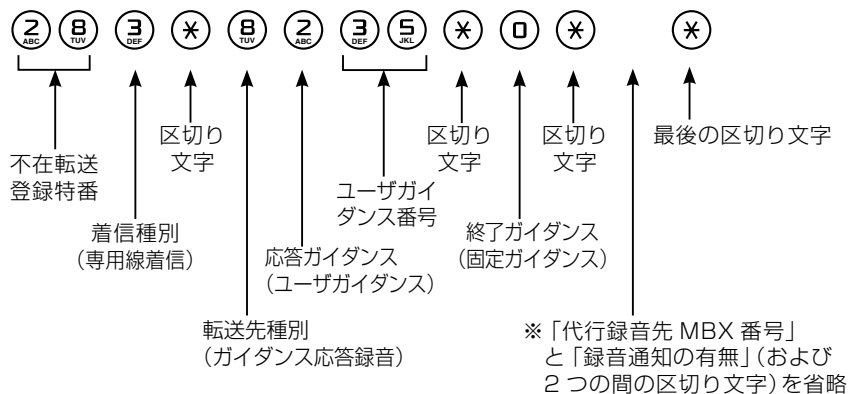 2 ABC 8 TUV 3 DEF * 8 TUV 2 ABC 3 DEF 5 JKL * 0 * *
区切り
文字
区切り
文字
区切り
文字
最後の区切り文字
不在転送
登録特番
ユーザガイ
ダンス番号
着信種別
(専用線着信)
応答ガイダンス
(ユーザガイダンス)
終了ガイダンス
(固定ガイダンス)
転送先種別
(ガイダンス応答録音)
※「代行録音先 MBX 番号」
と「録音通知の有無」(および
2 つの間の区切り文字)を省略